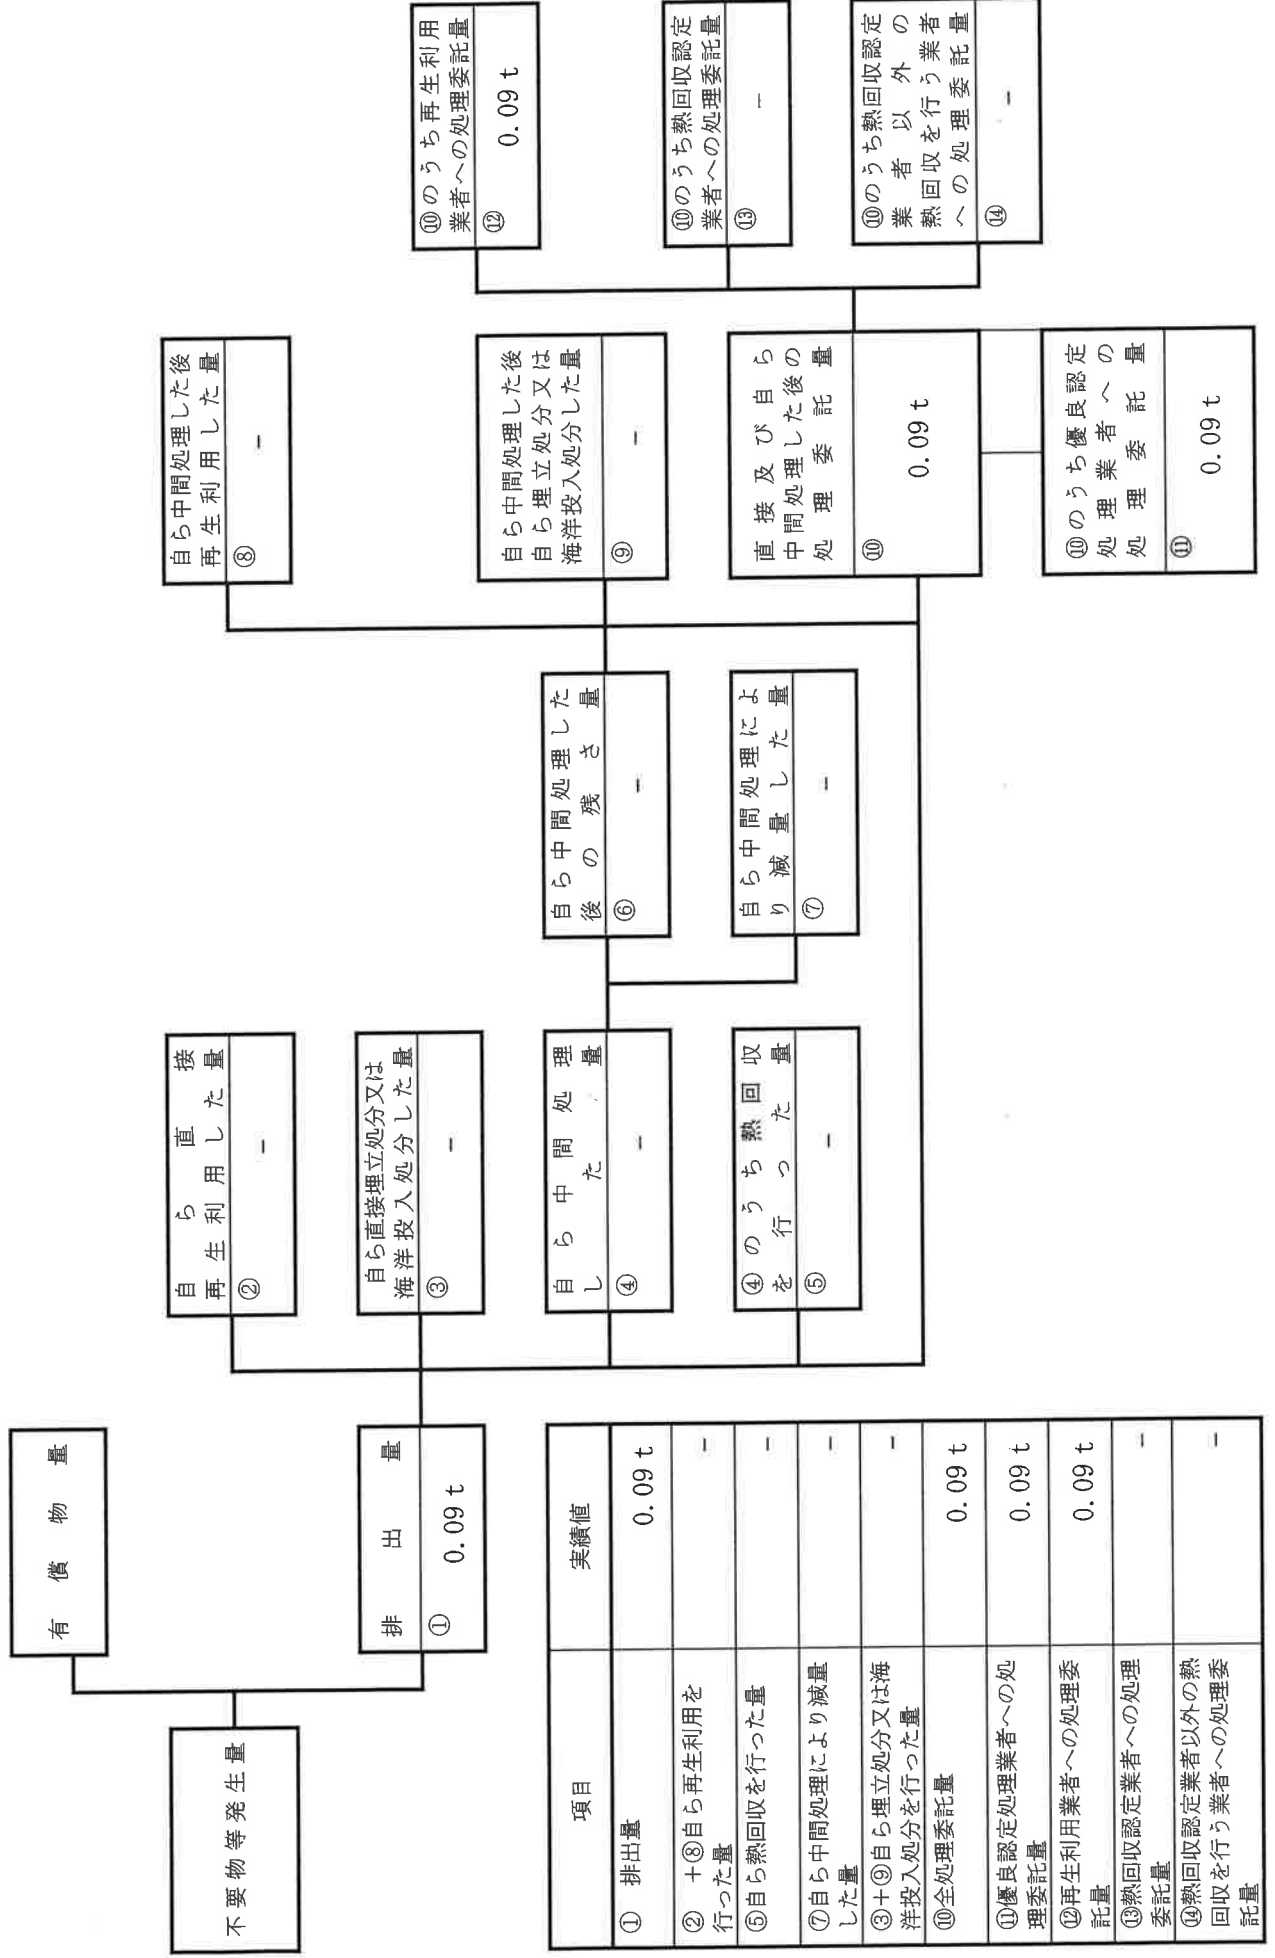 不要物等発生量
有償物量
排出量
①
0.09 t
自ら直接
再生利用した量
②
－
自ら直接埋立処分又は
海洋投入処分した量
③
－
自ら中間処理
した量
④
－
④のうち熱回収
を行った量
⑤
－
自ら中間処理した
後の残さ量
⑥
－
自ら中間処理によ
り減量した量
⑦
－
自ら中間処理した後
再生利用した量
⑧
－
自ら中間処理した後
自ら埋立処分又は
海洋投入処分した量
⑨
－
直接及び自ら
中間処理した後の
処理委託量
⑩
0.09 t
⑩のうち優良認定
処理業者への
処理委託量
⑪
0.09 t
⑩のうち再生利用
業者への処理委託量
⑫
0.09 t
⑩のうち熱回収認定
業者への処理委託量
⑬
－
⑩のうち熱回収認定
業者以外の
熱回収を行う業者
への処理委託量
⑭
－
項目 実績値
① 排出量 0.09 t
② ＋⑧自ら再生利用を
行った量 －
⑤自ら熱回収を行った量 －
⑦自ら中間処理により減量
した量 －
③＋⑨自ら埋立処分又は海
洋投入処分を行った量 －
⑩全処理委託量 0.09 t
⑪優良認定処理業者への処
理委託量 0.09 t
⑫再生利用業者への処理委
託量 0.09 t
⑬熱回収認定業者への処理
委託量 －
⑭熱回収認定業者以外の熱
回収を行う業者への処理委
託量 －